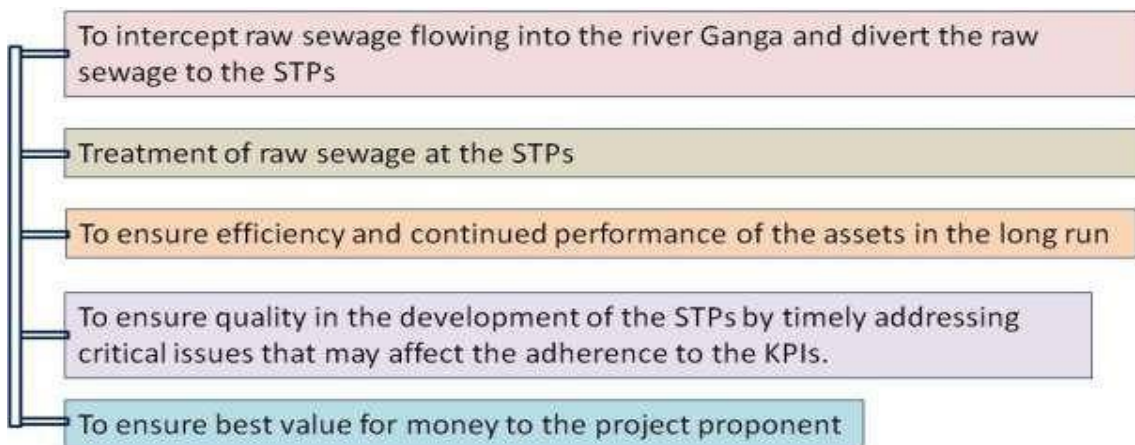 To intercept raw sewage flowing into the river Ganga and divert the raw
sewage to the STPs
Treatment of raw sewage at the STPs
To ensure efficiency and continued performance of the assets in the long run
To ensure quality in the development of the STPs by timely addressing
critical issues that may affect the adherence to the KPIs.
To ensure best value for money to the project proponent